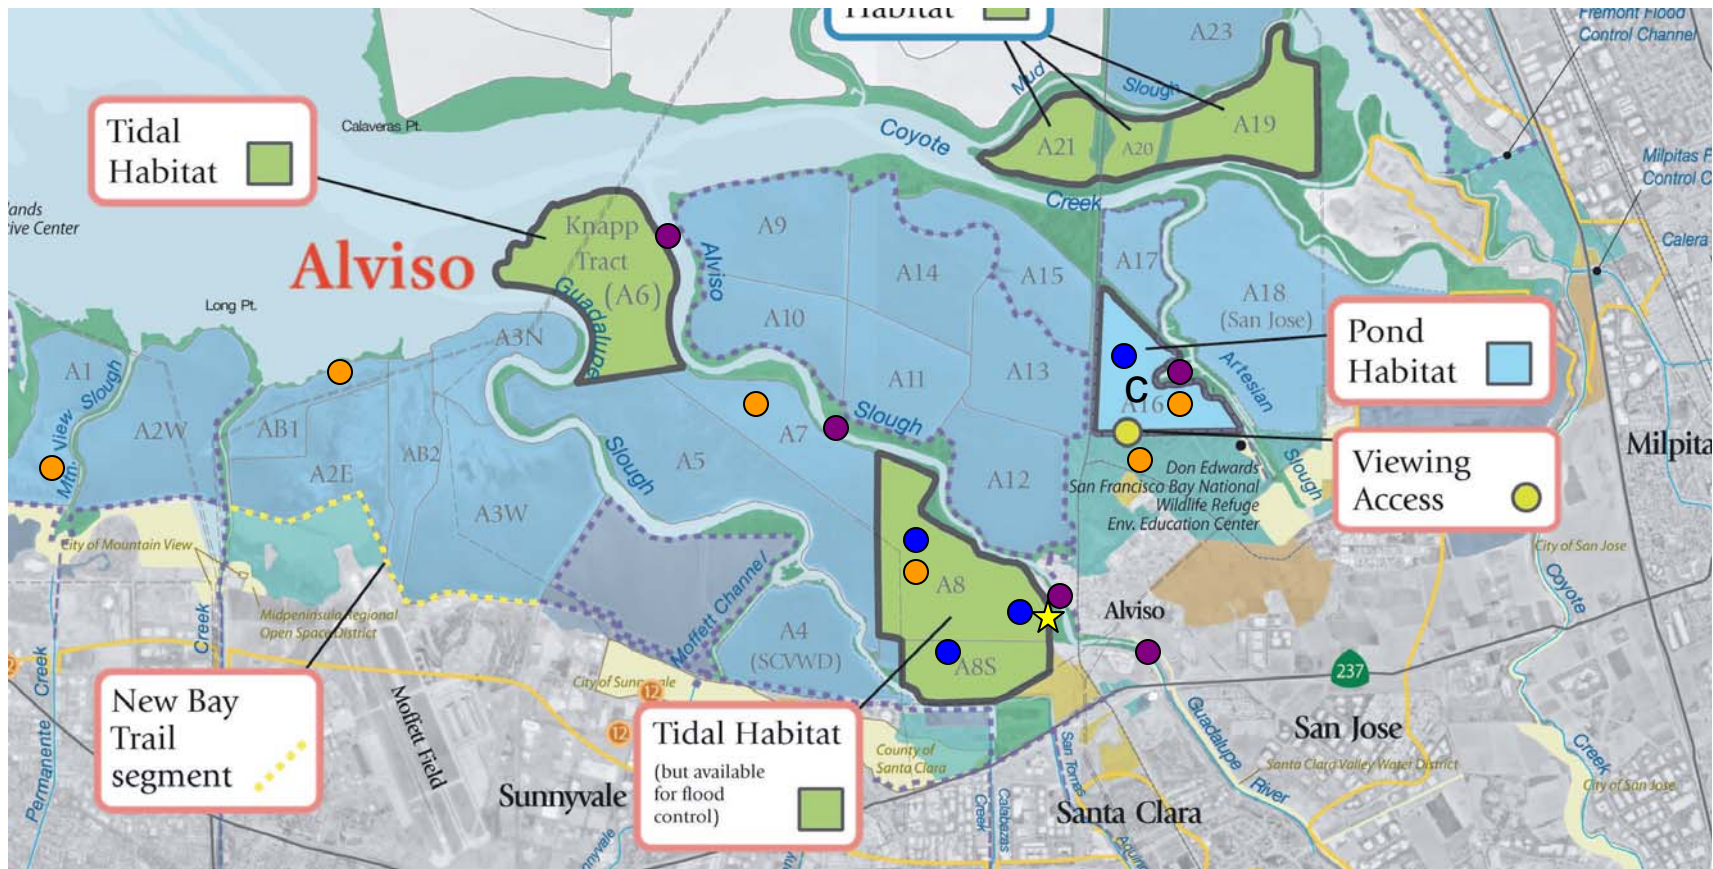 Habitat
A23
Fremont Flood
Control Channel
Mud
Slough
Tidal
Habitat
Calaveras Pt.
Coyote
Creek
A21
A20
A19
Milpitas
Control
Calera
lands
ive Center
Alviso
Knapp
Tract
(A6)
Guadalupe
Slough
Alviso
Slough
A9
A14
A15
A17
A18
(San Jose)
Long Pt.
A3N
A10
A11
A13
Pond
Habitat
A1
Mtn. View Slough
A2W
AB1
AB2
A2E
A3W
A5
A7
A12
C
A16
Artesian
Slough
Milpita
Viewing
Access
Don Edwards
San Francisco Bay National
Wildlife Refuge
Env. Education Center
City of Mountain View
City of San Jose
Midpeninsula Regional
Open Space District
Moffett Channel
A4
(SCVWD)
A8
A8S
Alviso
237
Coyote
Creek
Permanente Creek
Creek
New Bay
Trail
segment
Moffett Field
City of Sunnyvale
12
12
Tidal Habitat
(but available
for flood
control)
Sunnyvale
County of
Santa Clara
San Tomas
Calabazas
Creek
Guadalupe
River
San Jose
Santa Clara Valley Water District
City of San Jose
Santa Clara